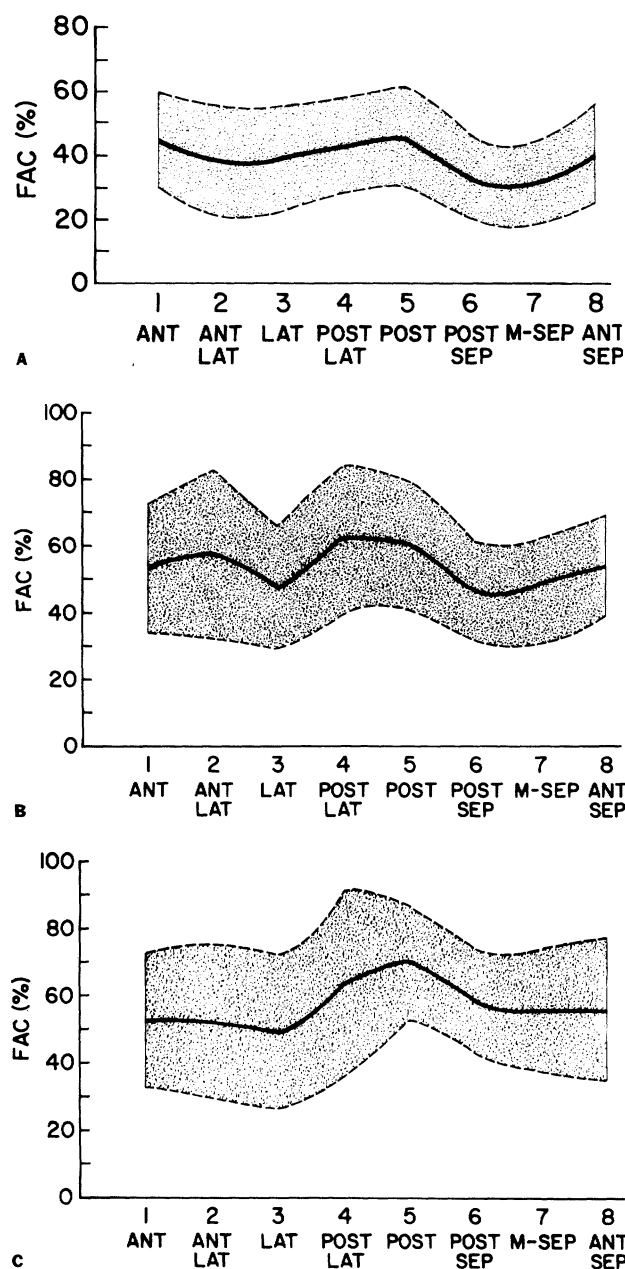 80
60
40
20
0
FAC (%)
1 2 3 4 5 6 7 8
ANT ANT LAT POST POST POST M-SEP ANT
LAT LAT SEP SEP
A
100
80
60
40
20
0
FAC (%)
1 2 3 4 5 6 7 8
ANT ANT LAT POST POST POST M-SEP ANT
LAT LAT SEP SEP
B
100
80
60
40
20
0
FAC (%)
1 2 3 4 5 6 7 8
ANT ANT LAT POST POST POST M-SEP ANT
LAT LAT SEP SEP
C